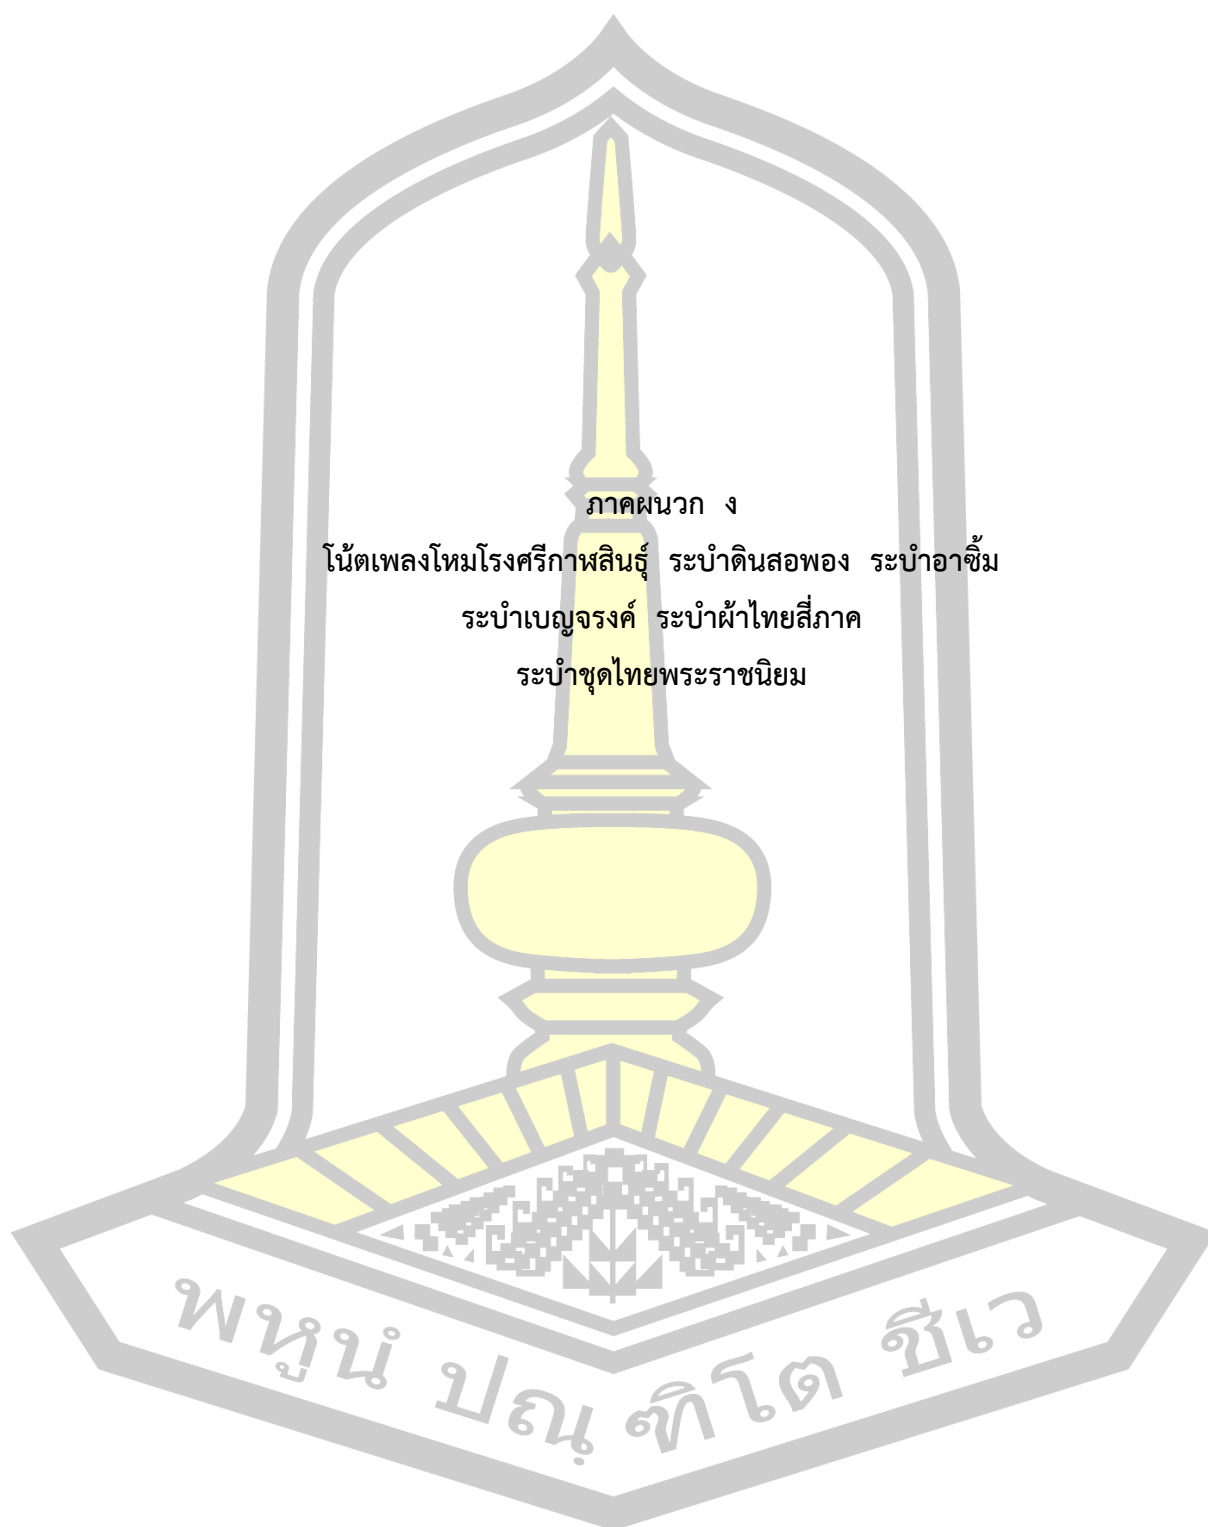 ภาคผนวก ง
โน้ตเพลงโหมโรงศรีกาฬสินธุ์ ระบำดินสอพอง ระบำอาซิ้ม
ระบำเบญจรงค์ ระบำผ้าไทยสี่ภาค
ระบำชุดไทยพระราชนิยม
พหูนํ ปณฺฑิโต ชีเว